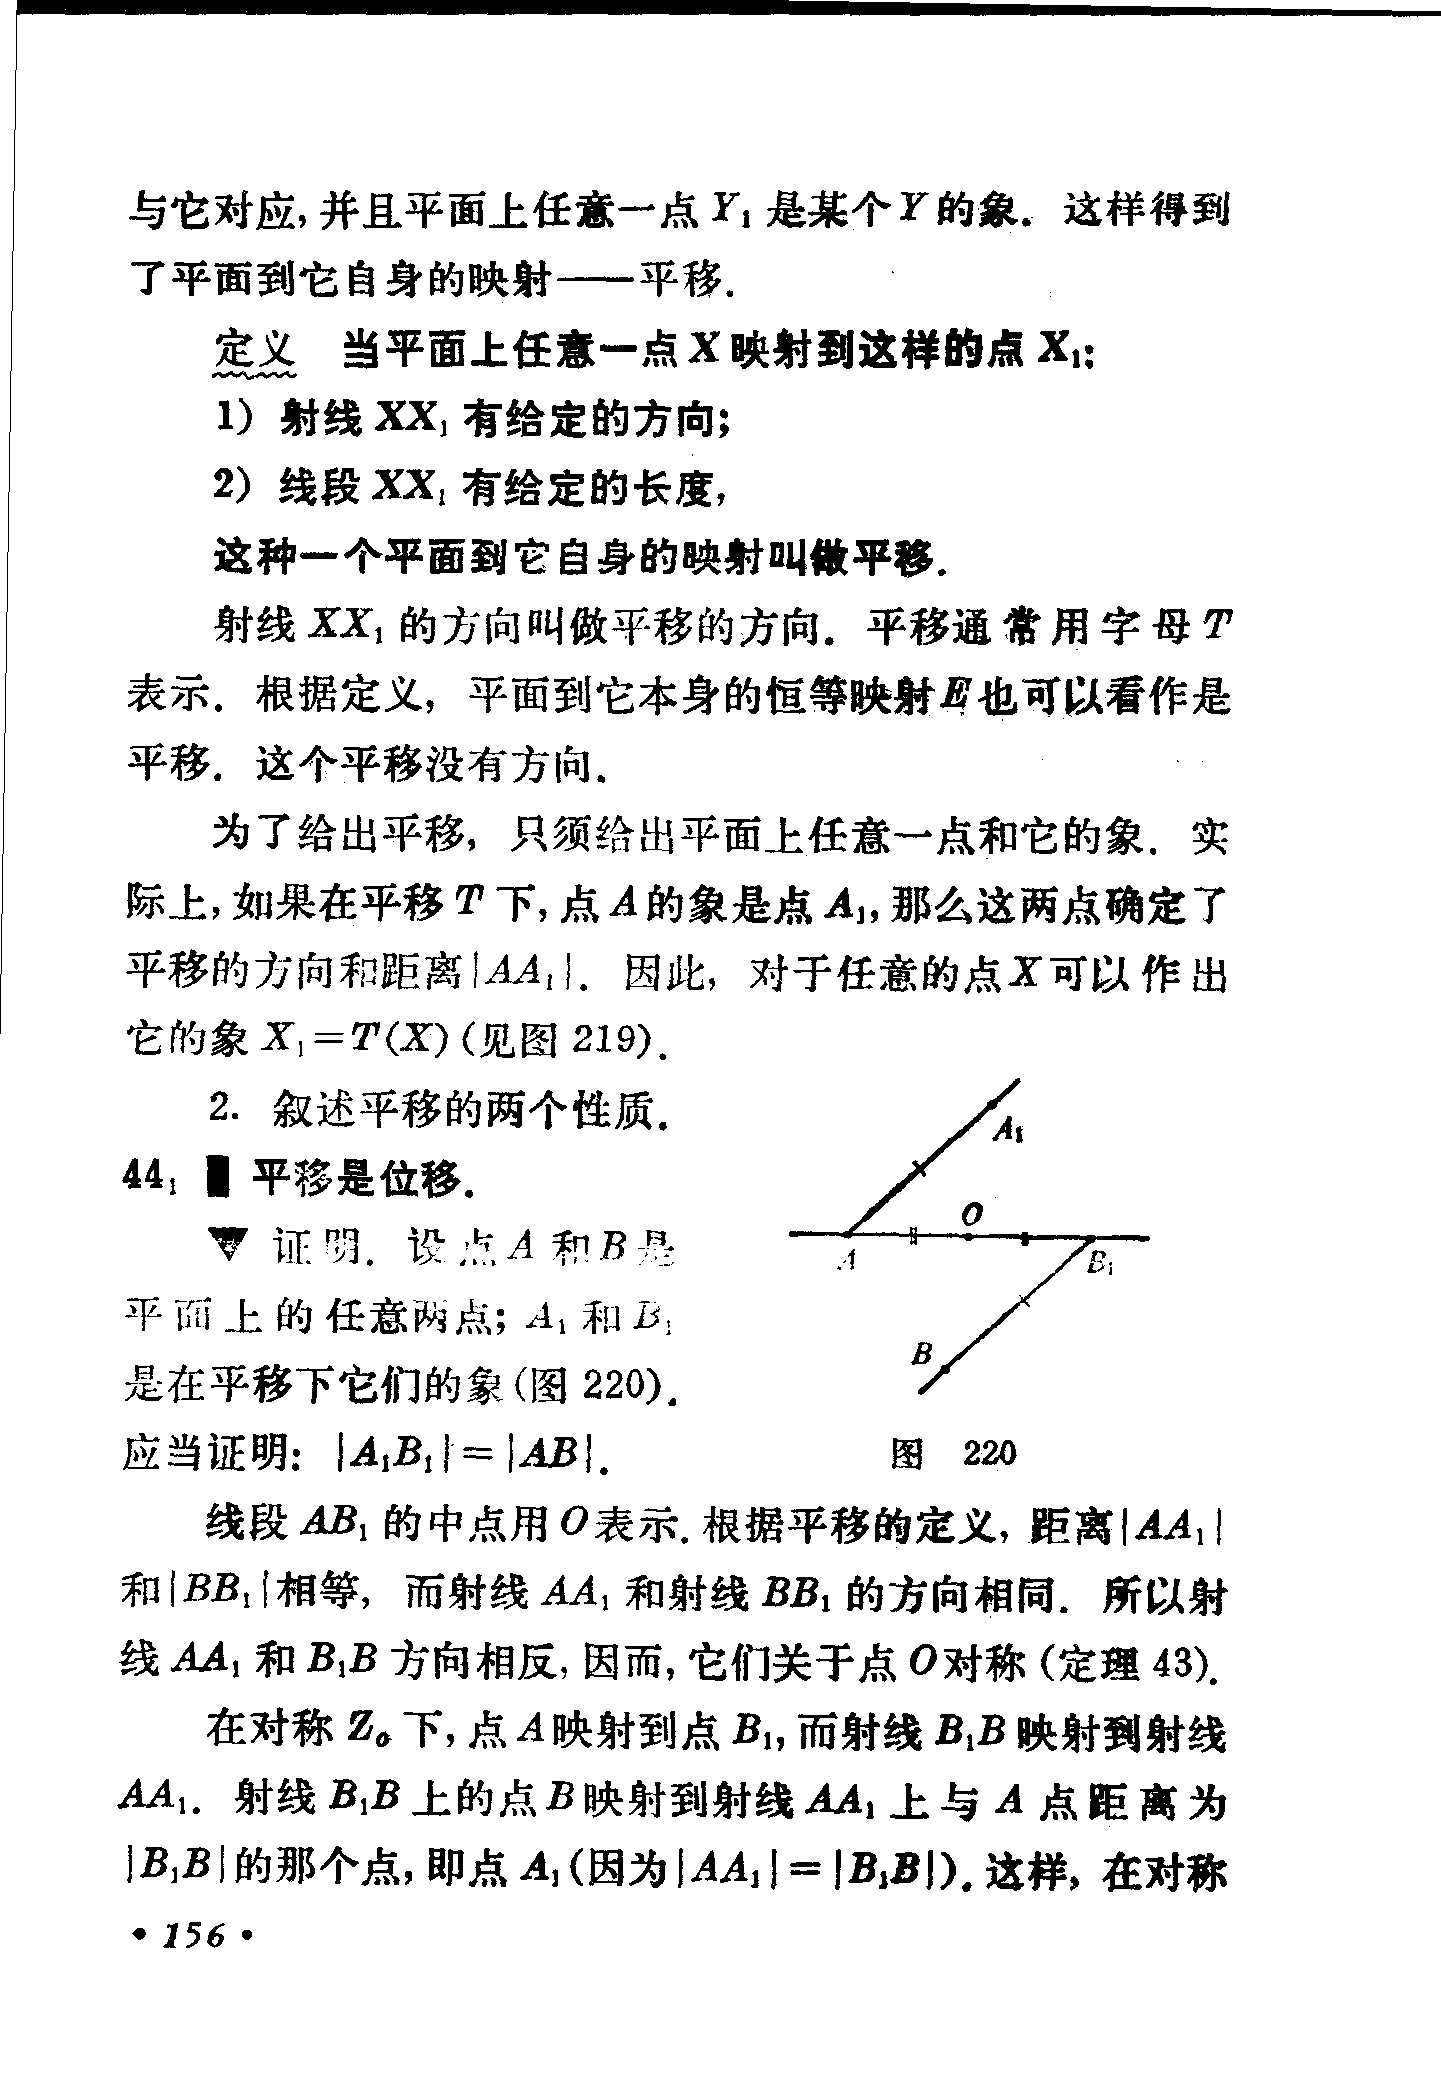 与它对应,并且平面上任意一点 Y₁ 是某个 Y 的象. 这样得到
了平面到它自身的映射——平移.
定义 当平面上任意一点 X 映射到这样的点 X₁:
1) 射线 XX₁ 有给定的方向;
2) 线段 XX₁ 有给定的长度,
这种一个平面到它自身的映射叫做平移.
射线 XX₁ 的方向叫做平移的方向. 平移通常用字母 T
表示. 根据定义, 平面到它本身的恒等映射 E 也可以看作是
平移. 这个平移没有方向.
为了给出平移, 只须给出平面上任意一点和它的象. 实
际上,如果在平移 T 下,点 A 的象是点 A₁,那么这两点确定了
平移的方向和距离|AA₁|. 因此, 对于任意的点 X 可以作出
它的象 X₁=T(X) (见图 219).
2. 叙述平移的两个性质.
44₁ ▮ 平移是位移.
▼ 证明. 设点 A 和 B 是
平面上的任意两点; A₁ 和 B₁
是在平移下它们的象(图 220).
应当证明: |A₁B₁|=|AB|.
A₁
O
A
B₁
B
图 220
线段 AB₁ 的中点用 O 表示. 根据平移的定义, 距离|AA₁|
和|BB₁|相等, 而射线 AA₁ 和射线 BB₁ 的方向相同. 所以射
线 AA₁ 和 B₁B 方向相反,因而,它们关于点 O 对称 (定理 43).
在对称 Zₒ 下,点 A 映射到点 B₁,而射线 B₁B 映射到射线
AA₁. 射线 B₁B 上的点 B 映射到射线 AA₁ 上与 A 点距离为
|B₁B|的那个点,即点 A₁(因为|AA₁|=|B₁B|). 这样, 在对称
• 156 •